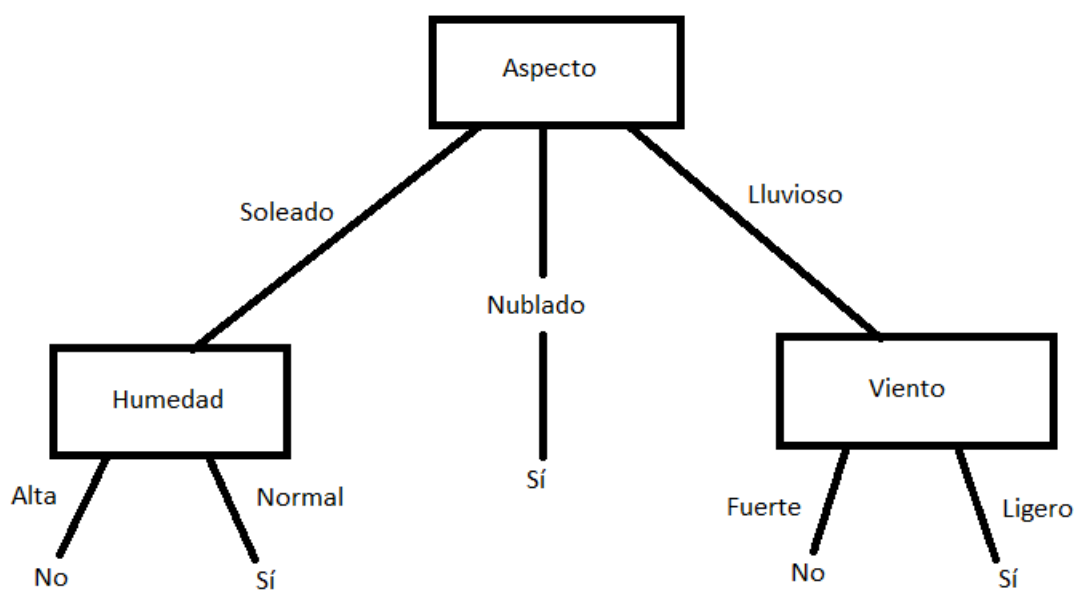 Aspecto
Soleado
Lluvioso
Nublado
Humedad
Viento
Alta
Normal
Sí
Fuerte
Ligero
No
Sí
No
Sí